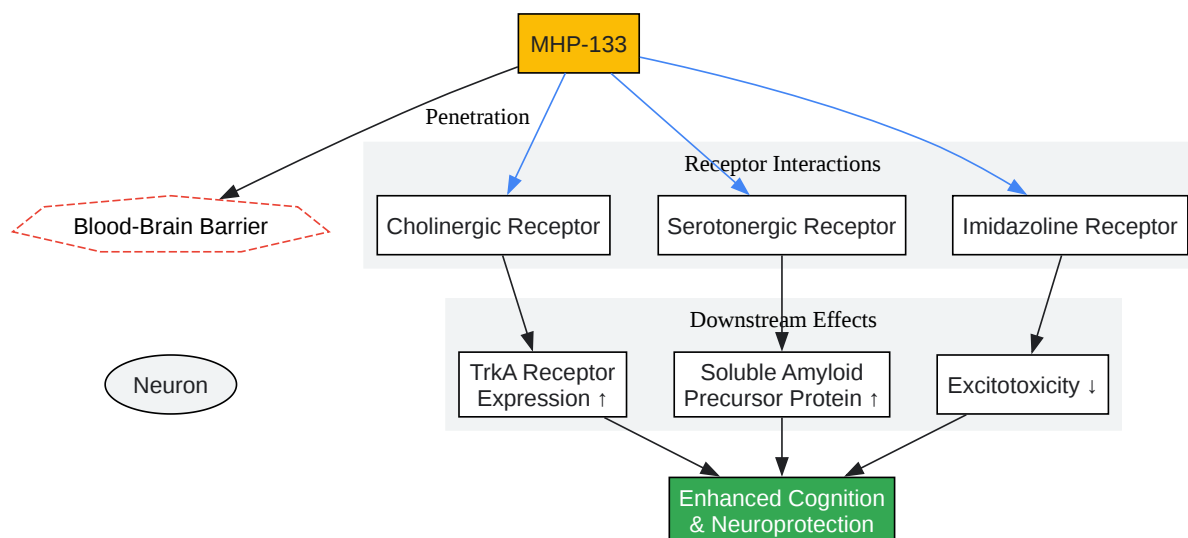 MHP-133
Penetration
Receptor Interactions
Blood-Brain Barrier
Cholinergic Receptor
Serotonergic Receptor
Imidazoline Receptor
Downstream Effects
Neuron
TrkA Receptor
Expression ↑
Soluble Amyloid
Precursor Protein ↑
Excitotoxicity ↓
Enhanced Cognition
& Neuroprotection